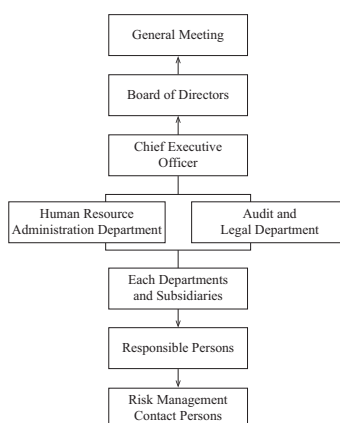 General Meeting
Board of Directors
Chief Executive
Officer
Human Resource
Administration Department
Audit and
Legal Department
Each Departments
and Subsidiaries
Responsible Persons
Risk Management
Contact Persons